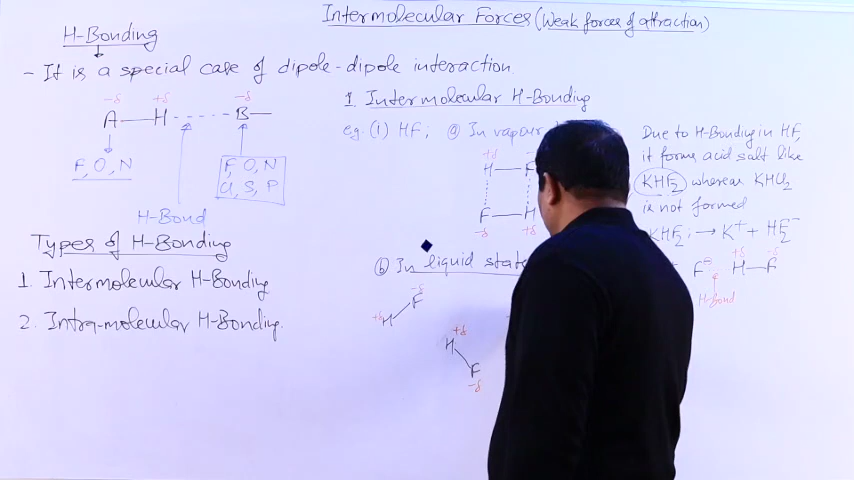 Intermolecular Forces (Weak forces of attraction)
H-Bonding
- It is a special case of dipole-dipole interaction.
-δ +δ -δ
A — H ----- B —
F, O, N
F, O, N
Cl, S, P
H-Bond
Types of H-Bonding
1. Intermolecular H-Bonding
2. Intra-molecular H-Bonding.
1. Intermolecular H-Bonding
eg. (1) HF; (a) In vapour
+δ -
H — F
F — H
-δ +δ
(b) In liquid state
-δ
F
+δ H
+δ
H
F
-δ
Due to H-Bonding in HF,
it forms acid salt like
KHF2 whereas KHCl2
is not formed
KHF2; → K+ + HF2-
+δ -δ
F⊖ H — F
H-Bond